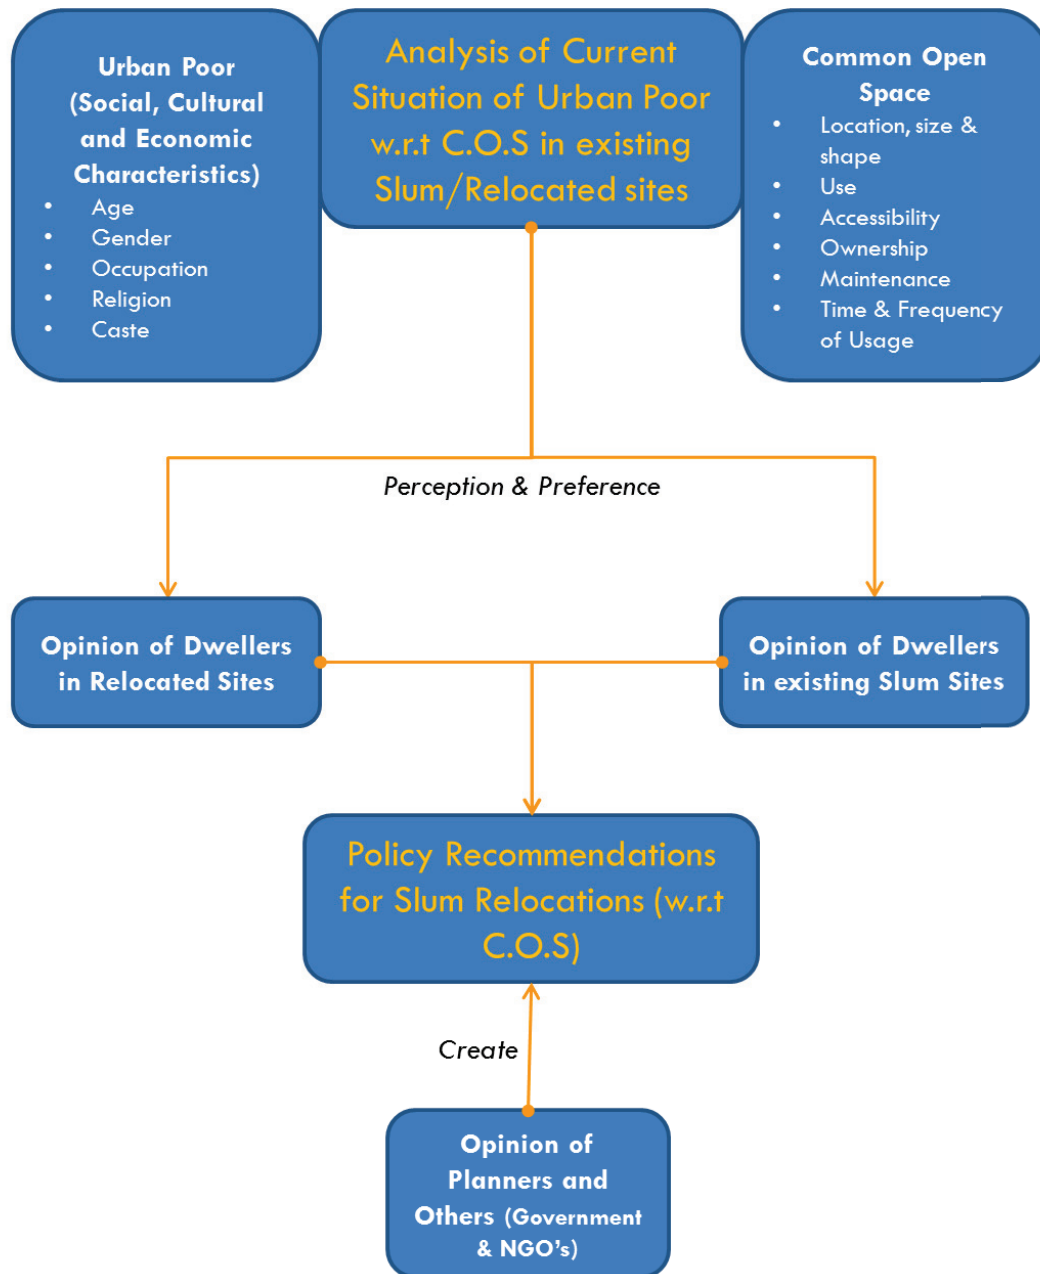 Urban Poor
(Social, Cultural
and Economic
Characteristics)
• Age
• Gender
• Occupation
• Religion
• Caste
Analysis of Current
Situation of Urban Poor
w.r.t C.O.S in existing
Slum/Relocated sites
Common Open
Space
• Location, size &
shape
• Use
• Accessibility
• Ownership
• Maintenance
• Time & Frequency
of Usage
Perception & Preference
Opinion of Dwellers
in Relocated Sites
Opinion of Dwellers
in existing Slum Sites
Policy Recommendations
for Slum Relocations (w.r.t
C.O.S)
Create
Opinion of
Planners and
Others (Government
& NGO's)